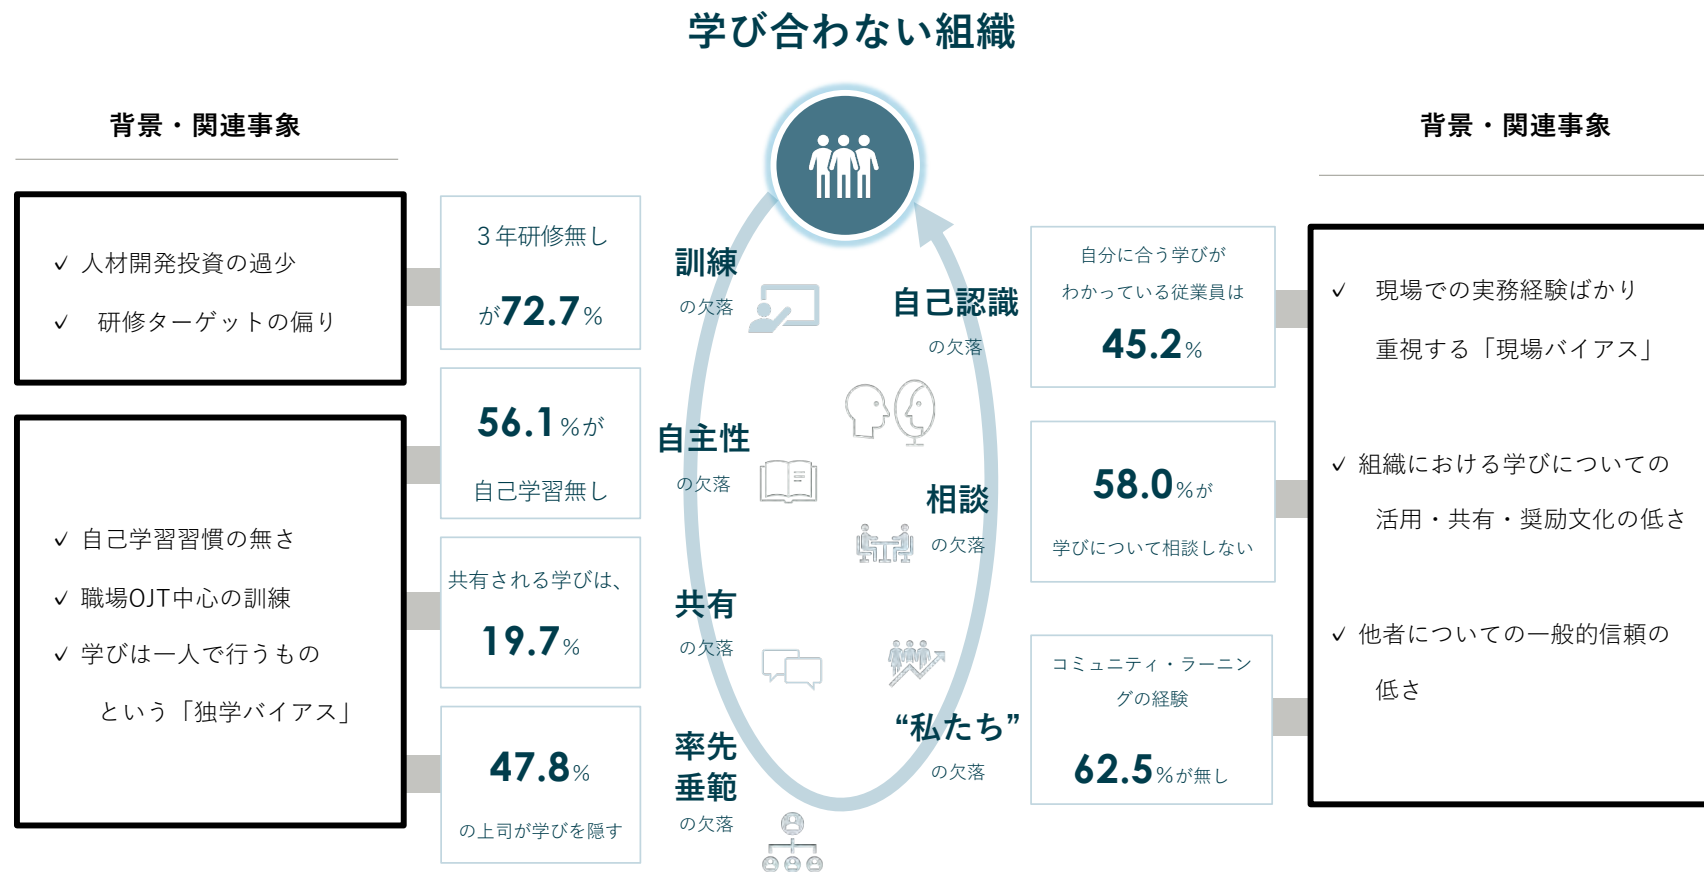 学び合わない組織
背景・関連事象
✓ 人材開発投資の過少
✓ 研修ターゲットの偏り
✓ 自己学習習慣の無さ
✓ 職場OJT中心の訓練
✓ 学びは一人で行うもの
という「独学バイアス」
３年研修無し
が72.7%
56.1%が
自己学習無し
共有される学びは、
19.7%
47.8%
の上司が学びを隠す
訓練
の欠落
自主性
の欠落
共有
の欠落
率先
垂範
の欠落
自己認識
の欠落
相談
の欠落
“私たち”
の欠落
自分に合う学びが
わかっている従業員は
45.2%
58.0%が
学びについて相談しない
コミュニティ・ラーニン
グの経験
62.5%が無し
背景・関連事象
✓ 現場での実務経験ばかり
重視する「現場バイアス」
✓ 組織における学びについての
活用・共有・奨励文化の低さ
✓ 他者についての一般的信頼の
低さ